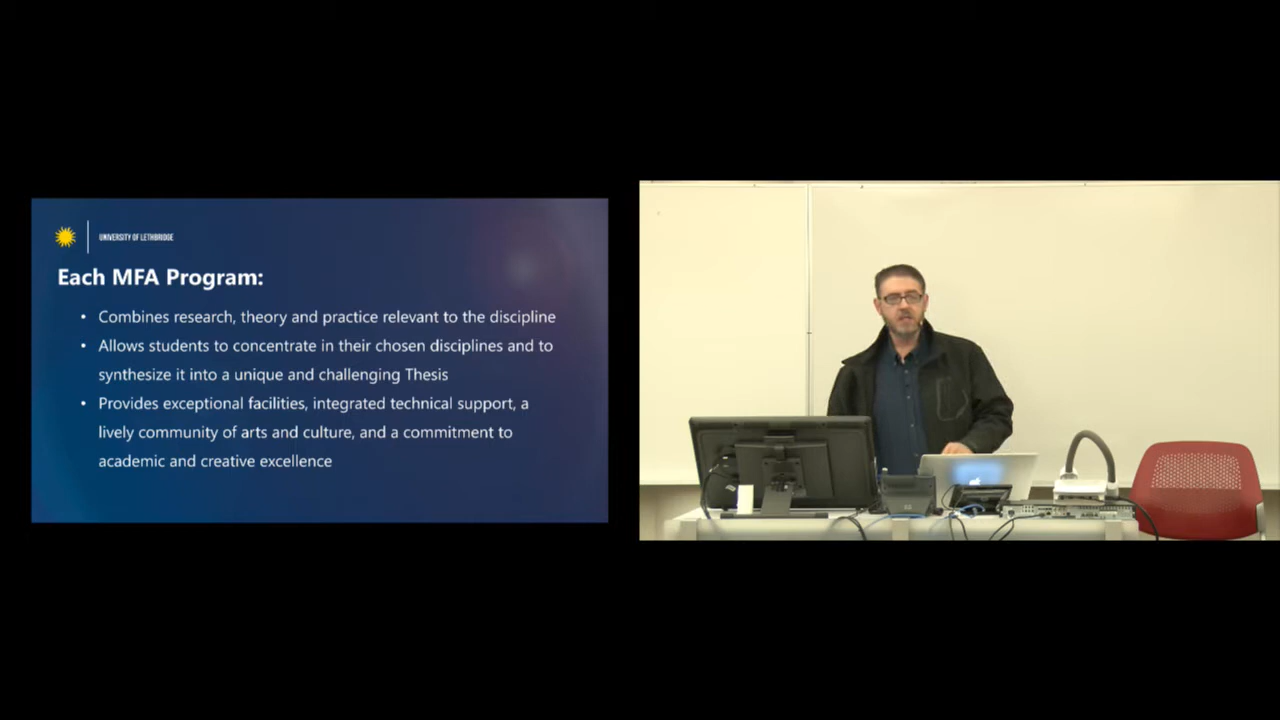 UNIVERSITY OF LETHBRIDGE
Each MFA Program:
• Combines research, theory and practice relevant to the discipline
• Allows students to concentrate in their chosen disciplines and to
synthesize it into a unique and challenging Thesis
• Provides exceptional facilities, integrated technical support, a
lively community of arts and culture, and a commitment to
academic and creative excellence